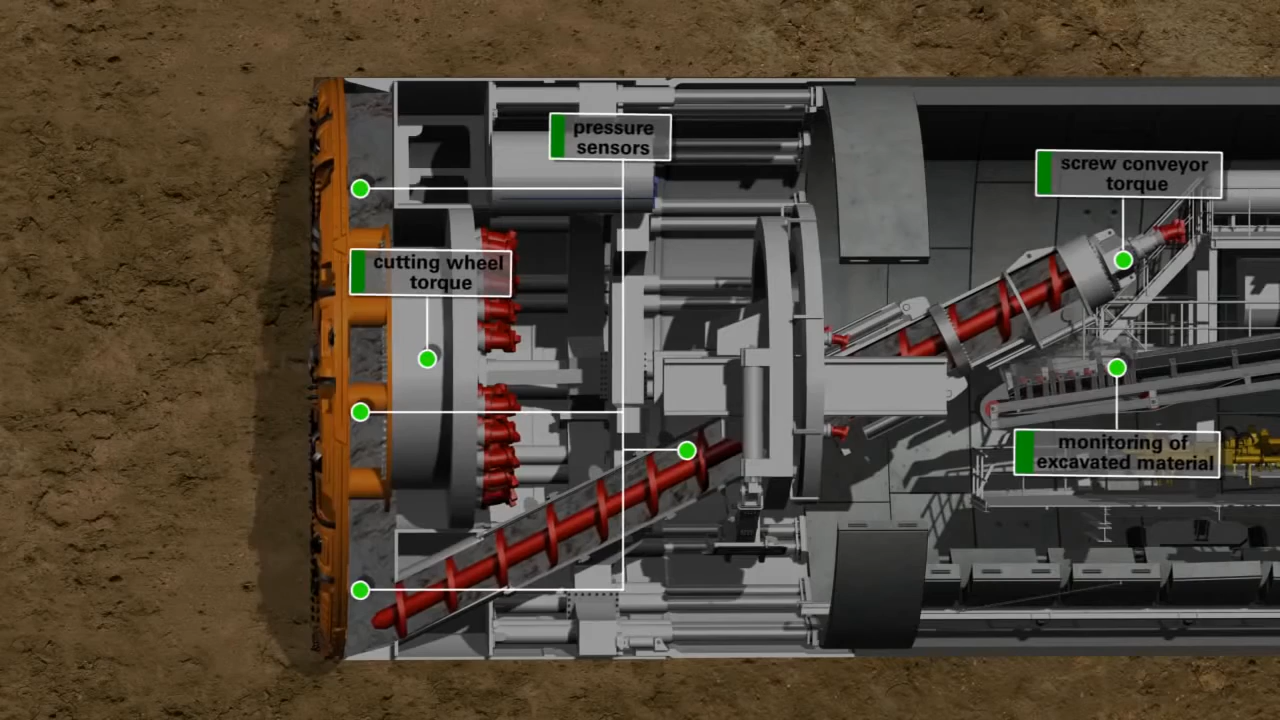 pressure
sensors
screw conveyor
torque
cutting wheel
torque
monitoring of
excavated material